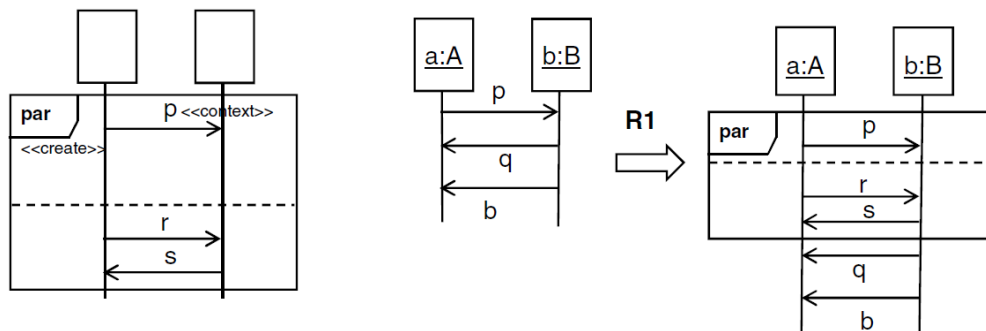 par
p <<context>>
<<create>>
r
s
a:A
b:B
p
q
b
R1
a:A
b:B
par
p
r
s
q
b